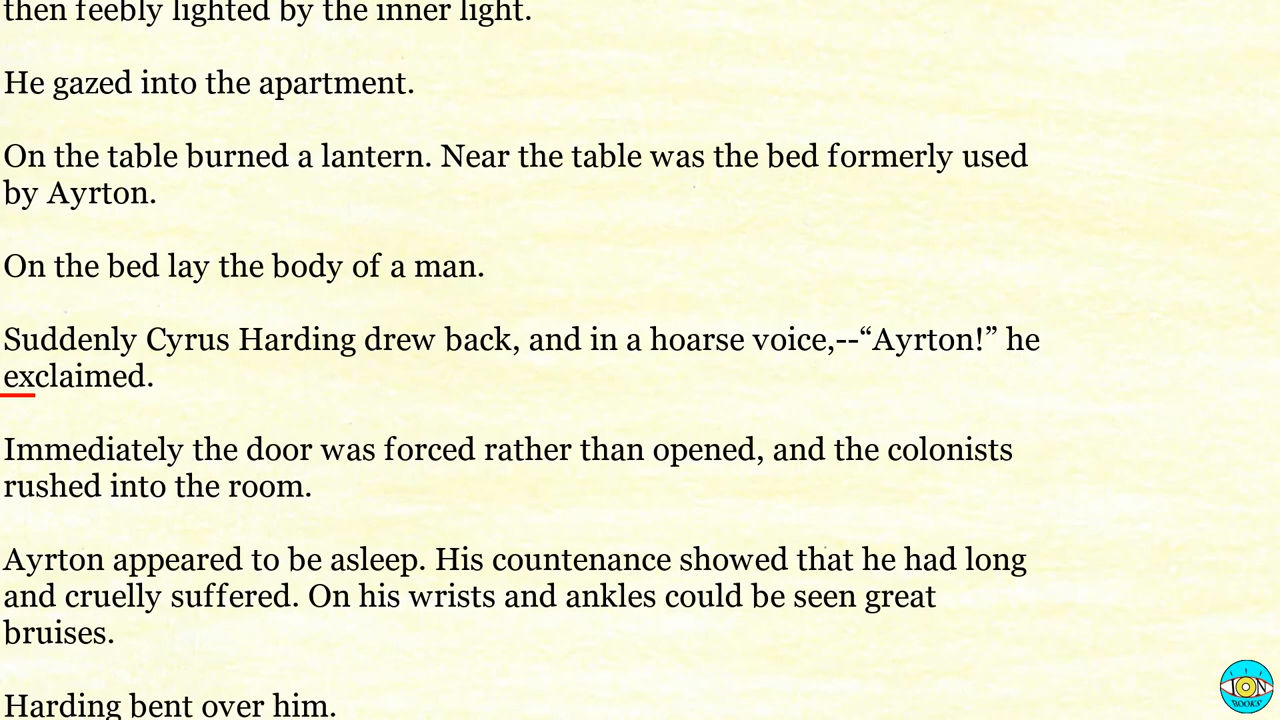 then feebly lighted by the inner light.
He gazed into the apartment.
On the table burned a lantern. Near the table was the bed formerly used
by Ayrton.
On the bed lay the body of a man.
Suddenly Cyrus Harding drew back, and in a hoarse voice,--“Ayrton!” he
exclaimed.
Immediately the door was forced rather than opened, and the colonists
rushed into the room.
Ayrton appeared to be asleep. His countenance showed that he had long
and cruelly suffered. On his wrists and ankles could be seen great
bruises.
Harding bent over him.
ION
BOOKS